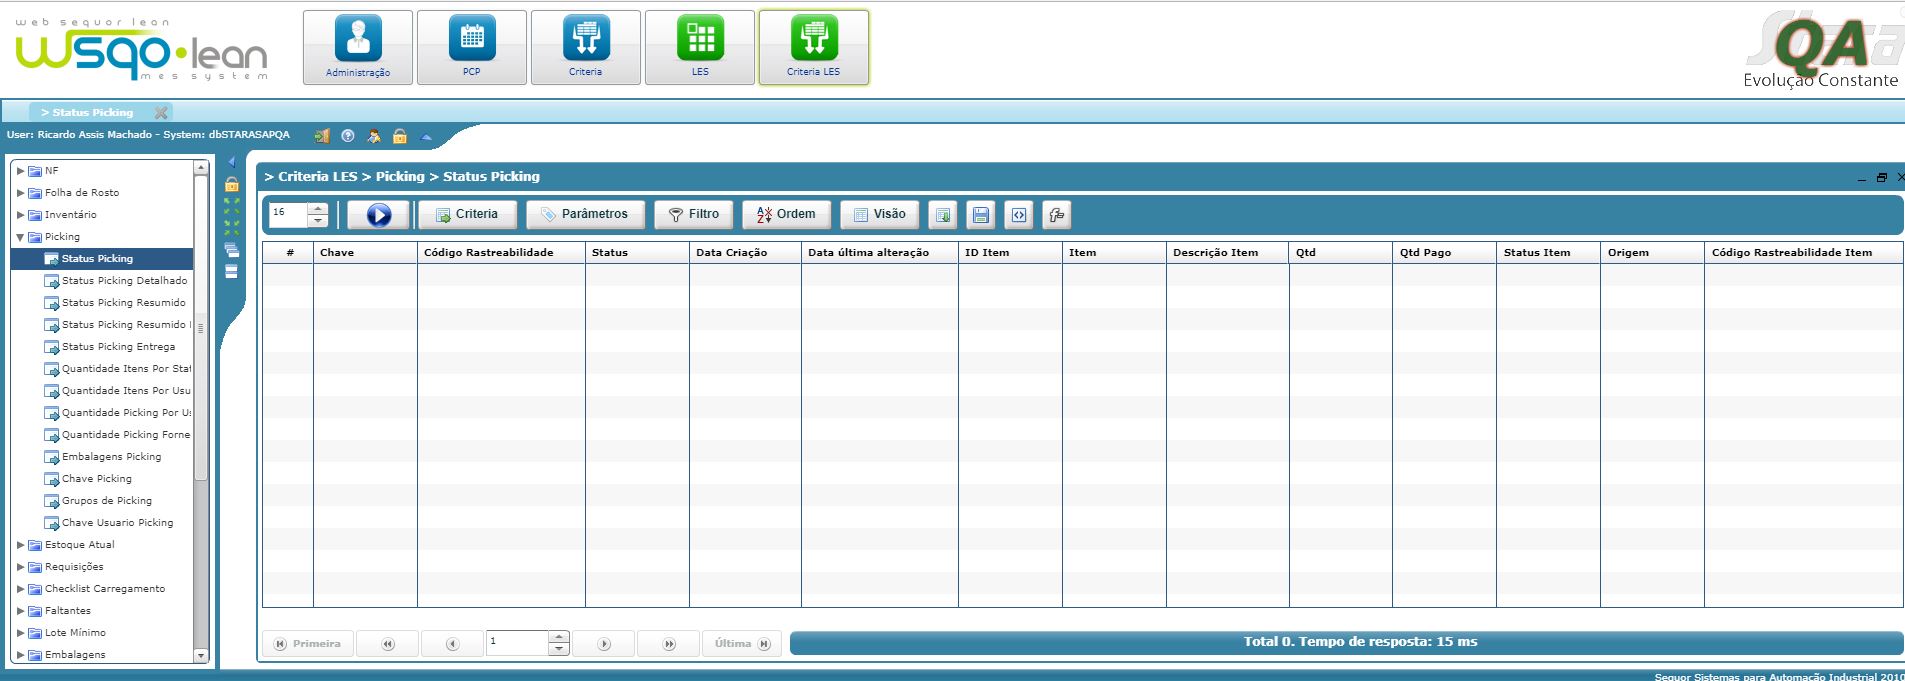 web sequor lean
wsqo•lean
mes system
Administração
PCP
Criteria
LES
Criteria LES
QA
Evolução Constante
> Status Picking
User: Ricardo Assis Machado - System: dbSTARASAPQA
NF
Folha de Rosto
Inventário
Picking
Status Picking
Status Picking Detalhado
Status Picking Resumido
Status Picking Resumido
Status Picking Entrega
Quantidade Itens Por Stat
Quantidade Itens Por Usu
Quantidade Picking Por Us
Quantidade Picking Forne
Embalagens Picking
Chave Picking
Grupos de Picking
Chave Usuario Picking
Estoque Atual
Requisições
Checklist Carregamento
Faltantes
Lote Mínimo
Embalagens
> Criteria LES > Picking > Status Picking
16
Criteria
Parâmetros
Filtro
Ordem
Visão
# Chave Código Rastreabilidade Status Data Criação Data última alteração ID Item Item Descrição Item Qtd Qtd Pago Status Item Origem Código Rastreabilidade Item
Primeira
1
Última
Total 0. Tempo de resposta: 15 ms
Sequor Sistemas para Automação Industrial 2010